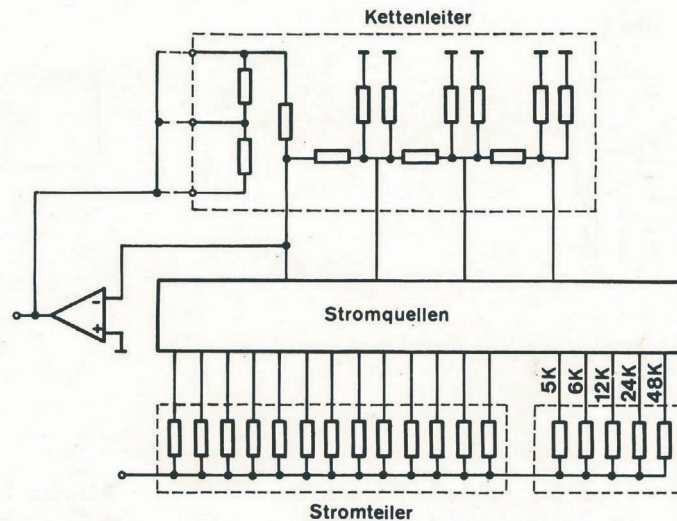 Kettenleiter
Stromquellen
5K
6K
12K
24K
48K
Stromteiler